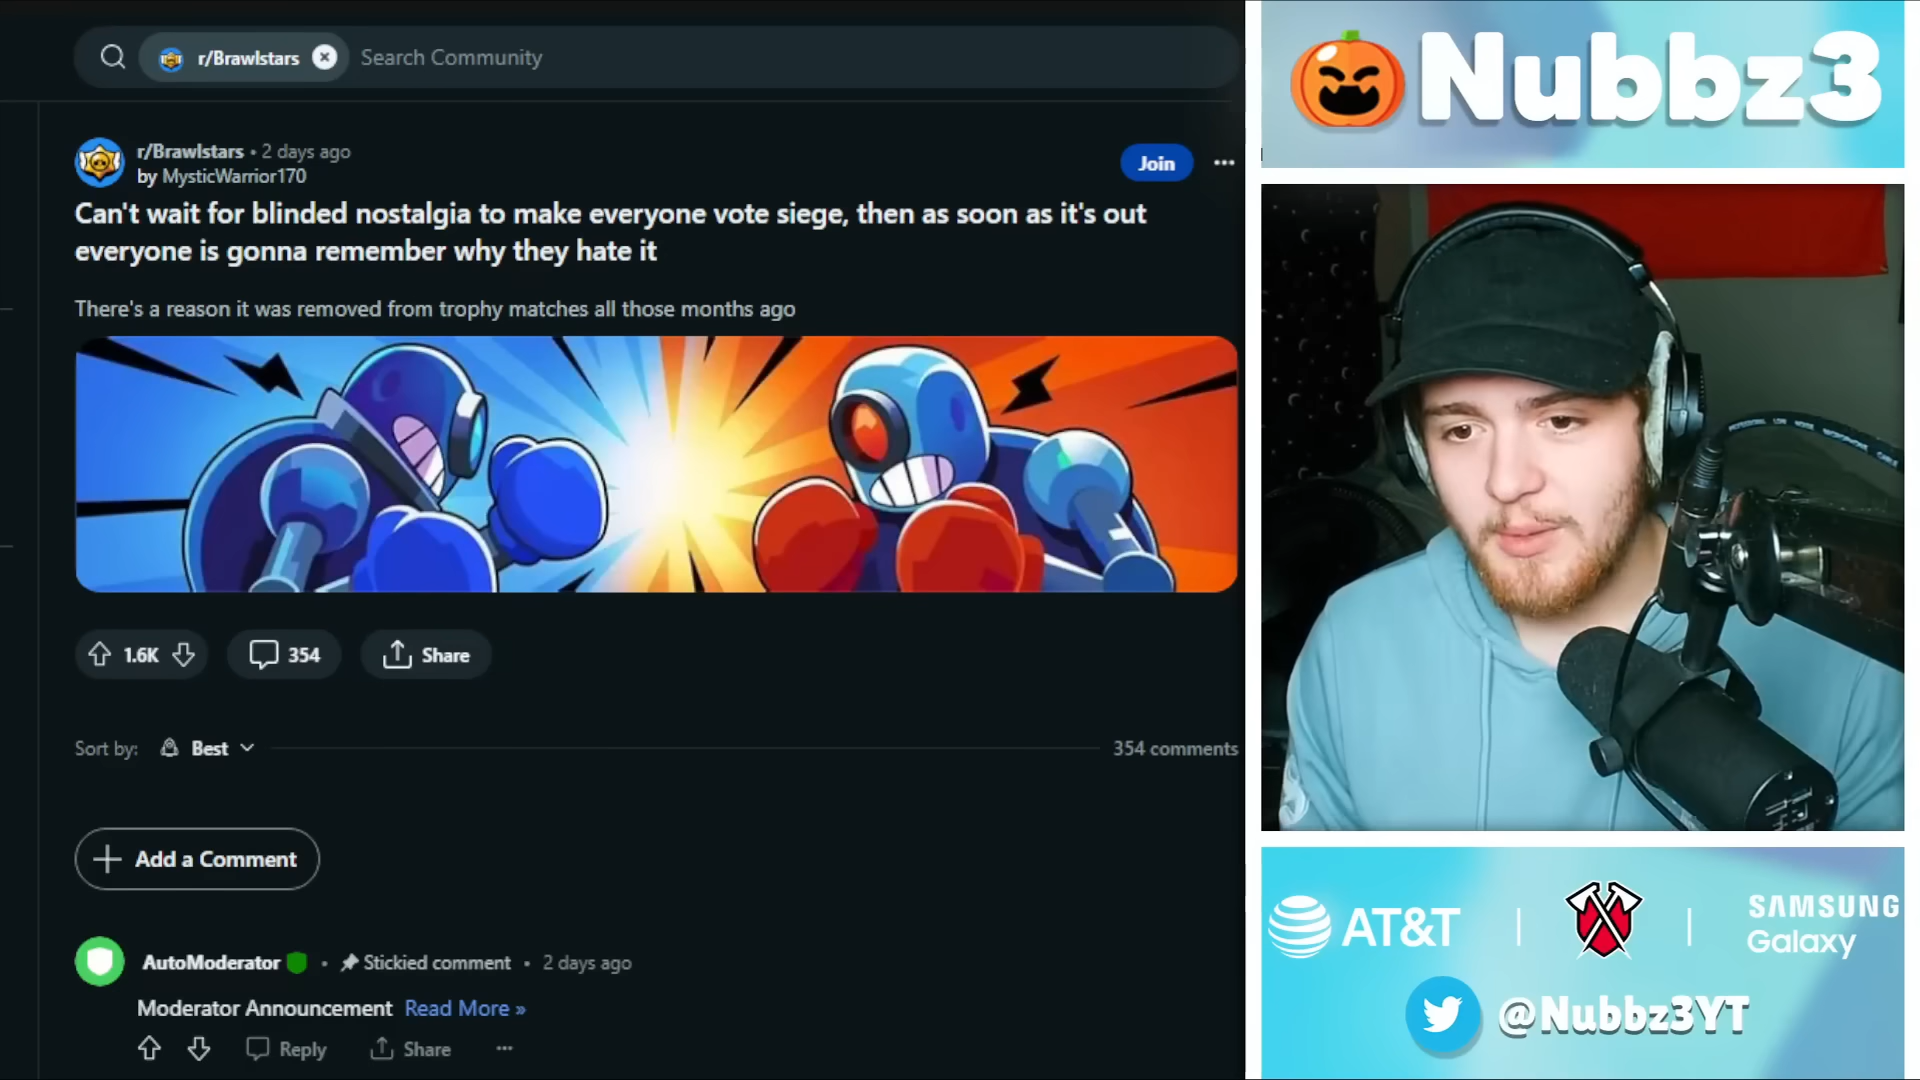 r/Brawlstars
Search Community
r/Brawlstars • 2 days ago
by MysticWarrior170
Join
Can't wait for blinded nostalgia to make everyone vote siege, then as soon as it's out
everyone is gonna remember why they hate it
There's a reason it was removed from trophy matches all those months ago
1.6K
354
Share
Sort by:
Best
354 comments
Add a Comment
AutoModerator • Stickied comment • 2 days ago
Moderator Announcement Read More »
Reply
Share
Nubbz3
AT&T
SAMSUNG
Galaxy
@Nubbz3YT